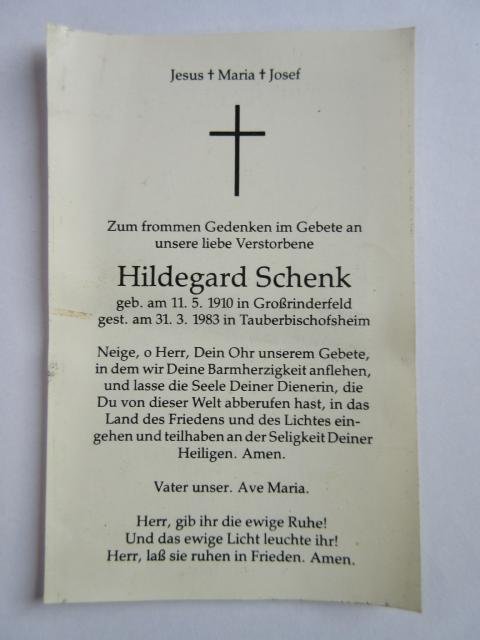 Jesus † Maria † Josef
Zum frommen Gedenken im Gebete an
unsere liebe Verstorbene
Hildegard Schenk
geb. am 11. 5. 1910 in Großrinderfeld
gest. am 31. 3. 1983 in Tauberbischofsheim
Neige, o Herr, Dein Ohr unserem Gebete,
in dem wir Deine Barmherzigkeit anflehen,
und lasse die Seele Deiner Dienerin, die
Du von dieser Welt abberufen hast, in das
Land des Friedens und des Lichtes ein-
gehen und teilhaben an der Seligkeit Deiner
Heiligen. Amen.
Vater unser. Ave Maria.
Herr, gib ihr die ewige Ruhe!
Und das ewige Licht leuchte ihr!
Herr, laß sie ruhen in Frieden. Amen.